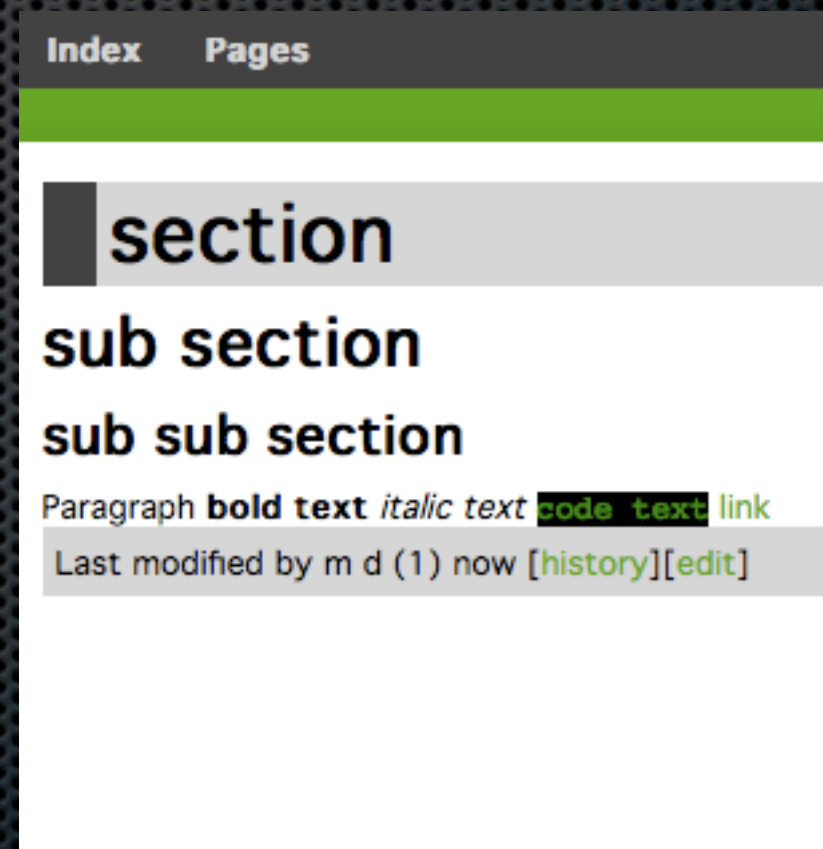 Index Pages
section
sub section
sub sub section
Paragraph bold text italic text code text link
Last modified by m d (1) now [history][edit]